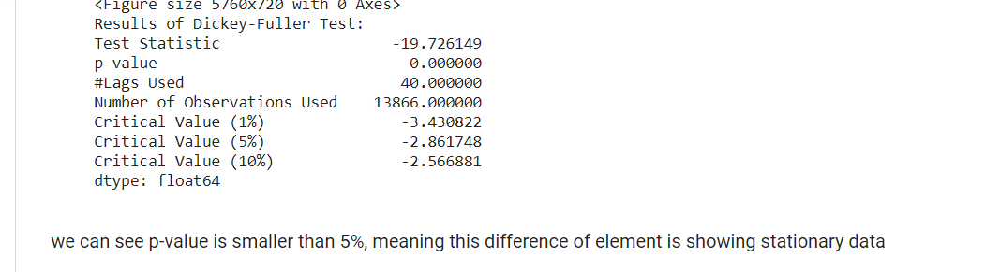 <Figure size 5760x720 with 0 Axes>
Results of Dickey-Fuller Test:
Test Statistic -19.726149
p-value 0.000000
#Lags Used 40.000000
Number of Observations Used 13866.000000
Critical Value (1%) -3.430822
Critical Value (5%) -2.861748
Critical Value (10%) -2.566881
dtype: float64
we can see p-value is smaller than 5%, meaning this difference of element is showing stationary data